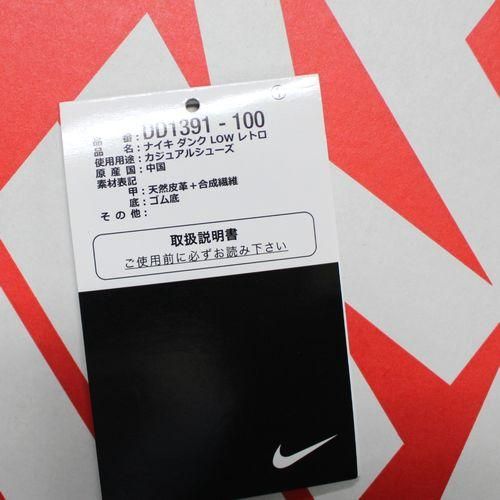 品 番：DD1391 - 100
品 名：ナイキ ダンク LOW レトロ
使用用途：カジュアルシューズ
原 産 国：中国
素材表記
甲：天然皮革＋合成繊維
底：ゴム底
そ の 他：
取扱説明書
ご使用前に必ずお読み下さい